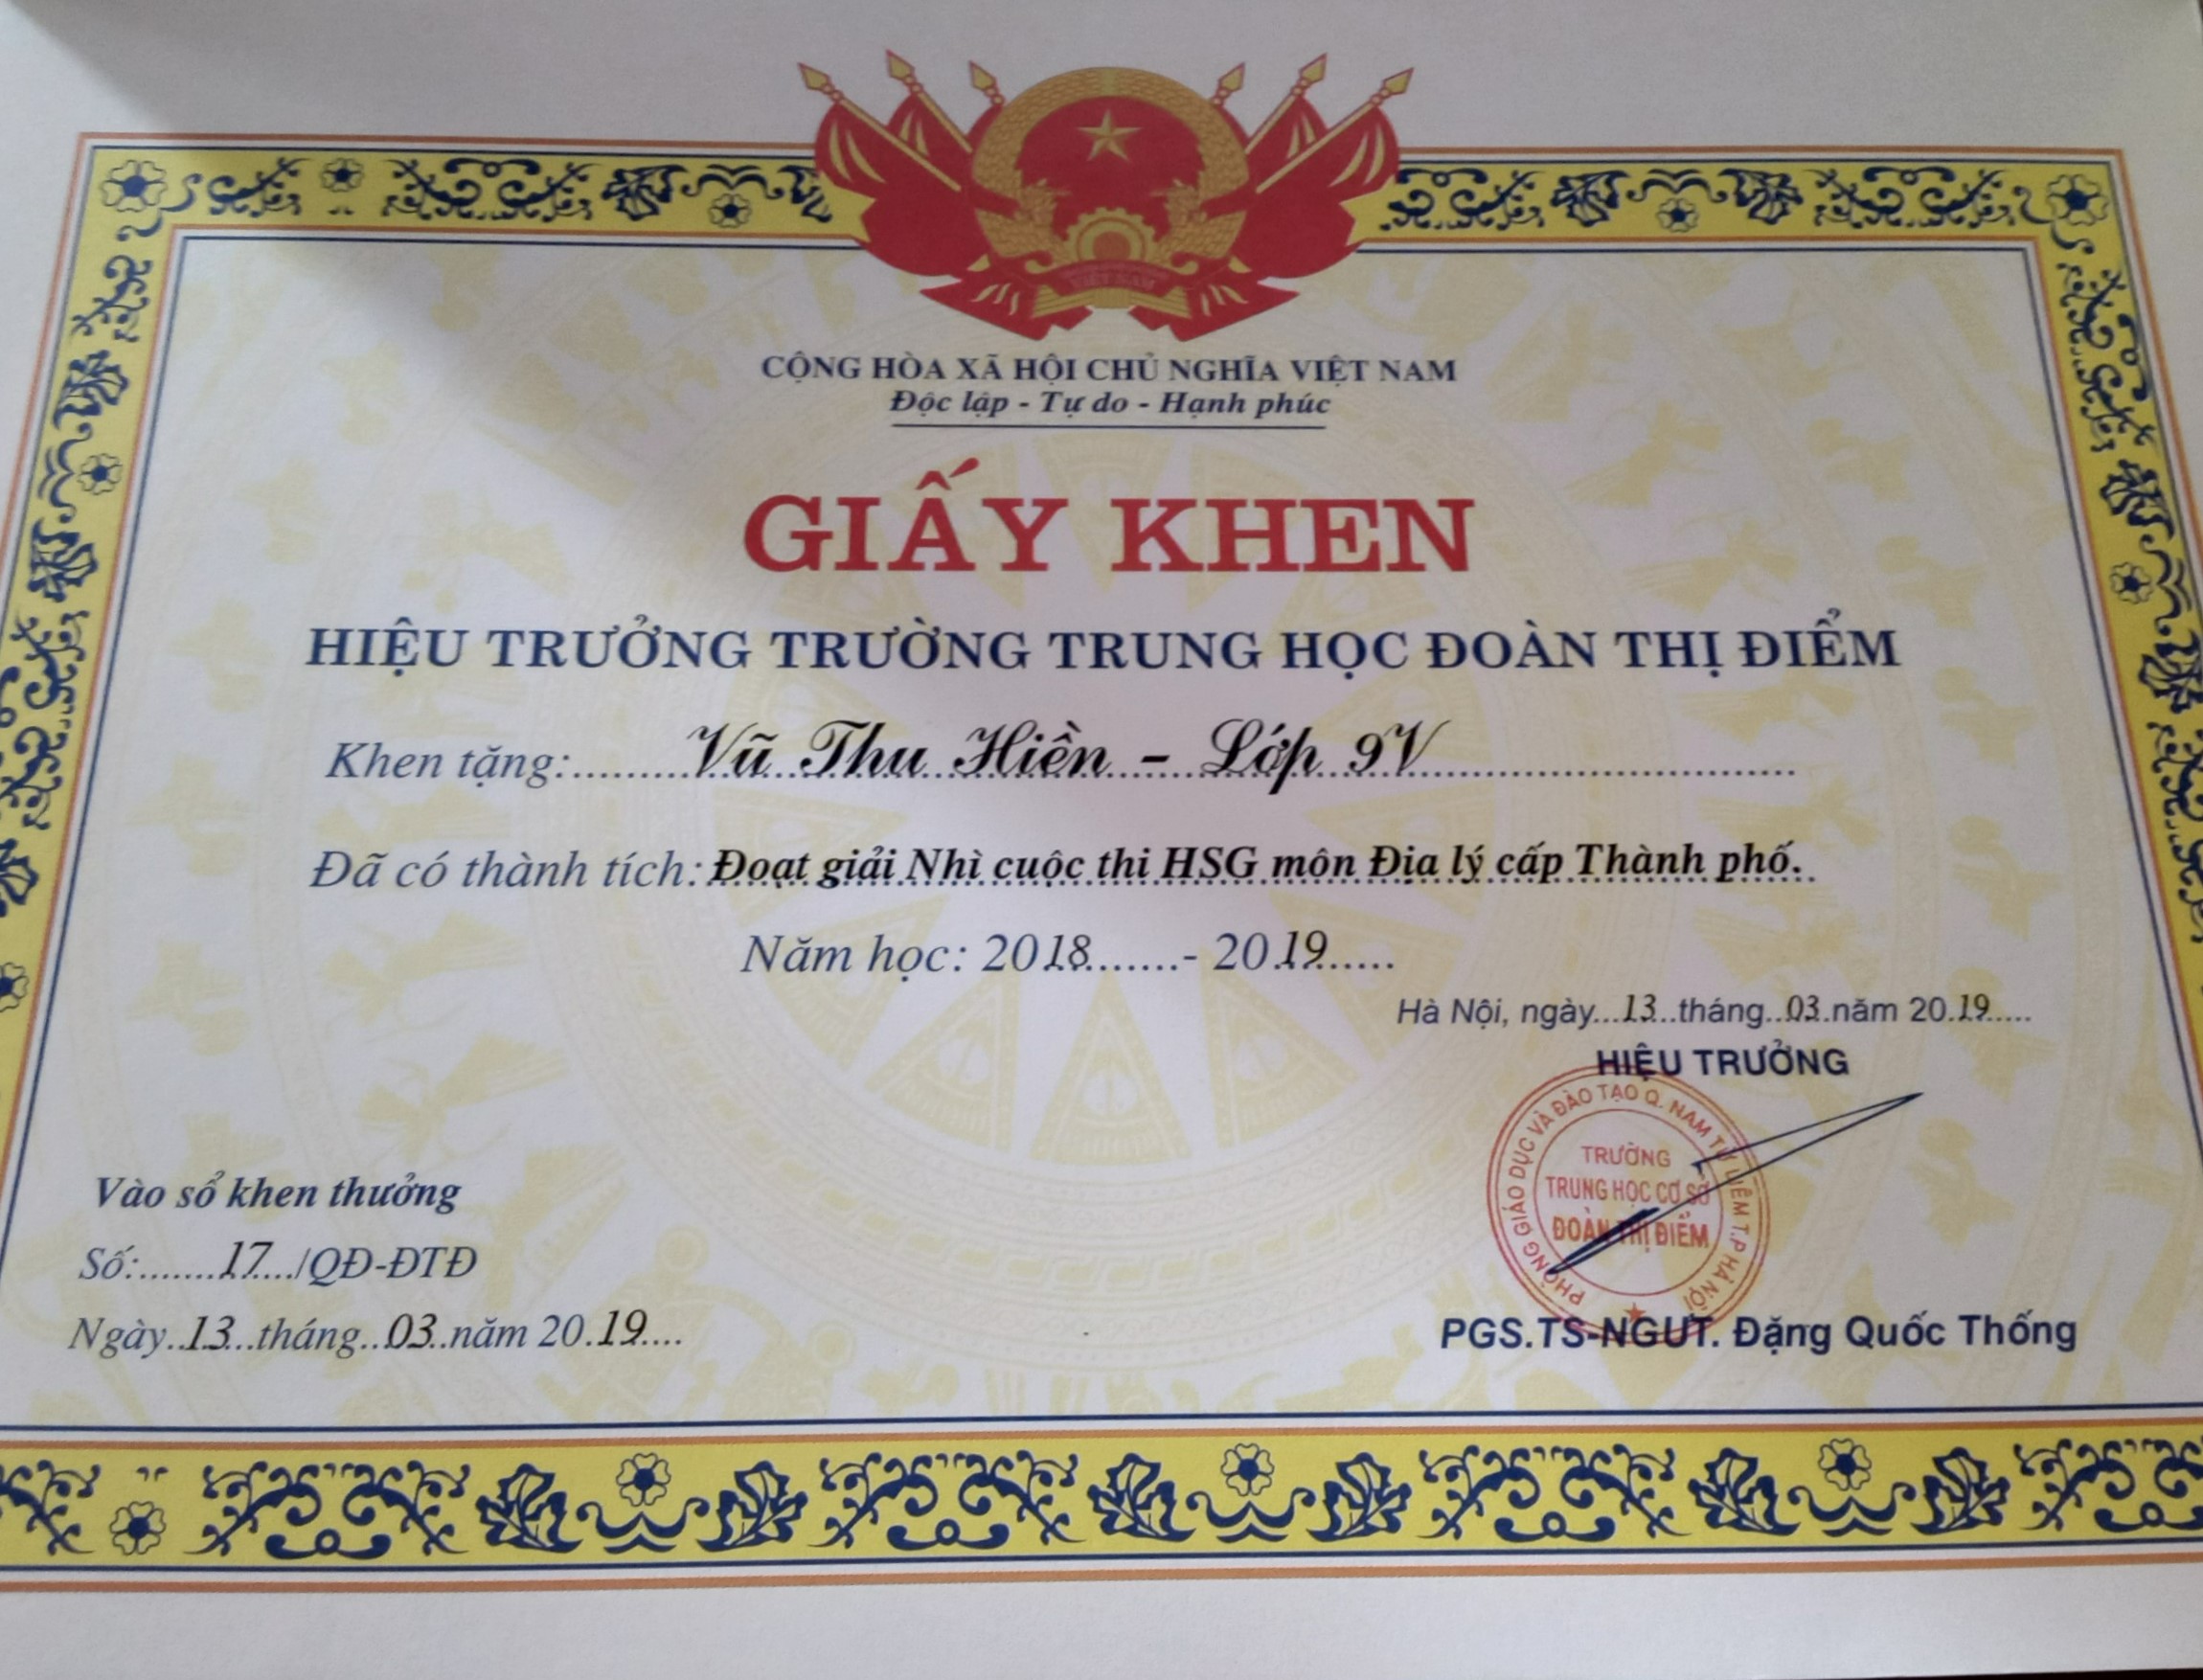 VIỆT NAM
CỘNG HÒA XÃ HỘI CHỦ NGHĨA VIỆT NAM
Độc lập - Tự do - Hạnh phúc
GIẤY KHEN
HIỆU TRƯỞNG TRƯỜNG TRUNG HỌC ĐOÀN THỊ ĐIỂM
Khen tặng:.........Vũ Thu Hiền - Lớp 9V..............................
Đã có thành tích: Đoạt giải Nhì cuộc thi HSG môn Địa lý cấp Thành phố.
Năm học: 2018.......- 20.19......
Hà Nội, ngày...13..tháng..03.năm 20.19.....
HIỆU TRƯỞNG
PHÒNG GIÁO DỤC VÀ ĐÀO TẠO Q. NAM TỪ LIÊM T.P HÀ NỘI
TRƯỜNG
TRUNG HỌC CƠ SỞ
ĐOÀN THỊ ĐIỂM
PGS.TS-NGƯT. Đặng Quốc Thống
Vào sổ khen thưởng
Số:.......17.../QĐ-ĐTĐ
Ngày..13..tháng..03..năm 20.19....